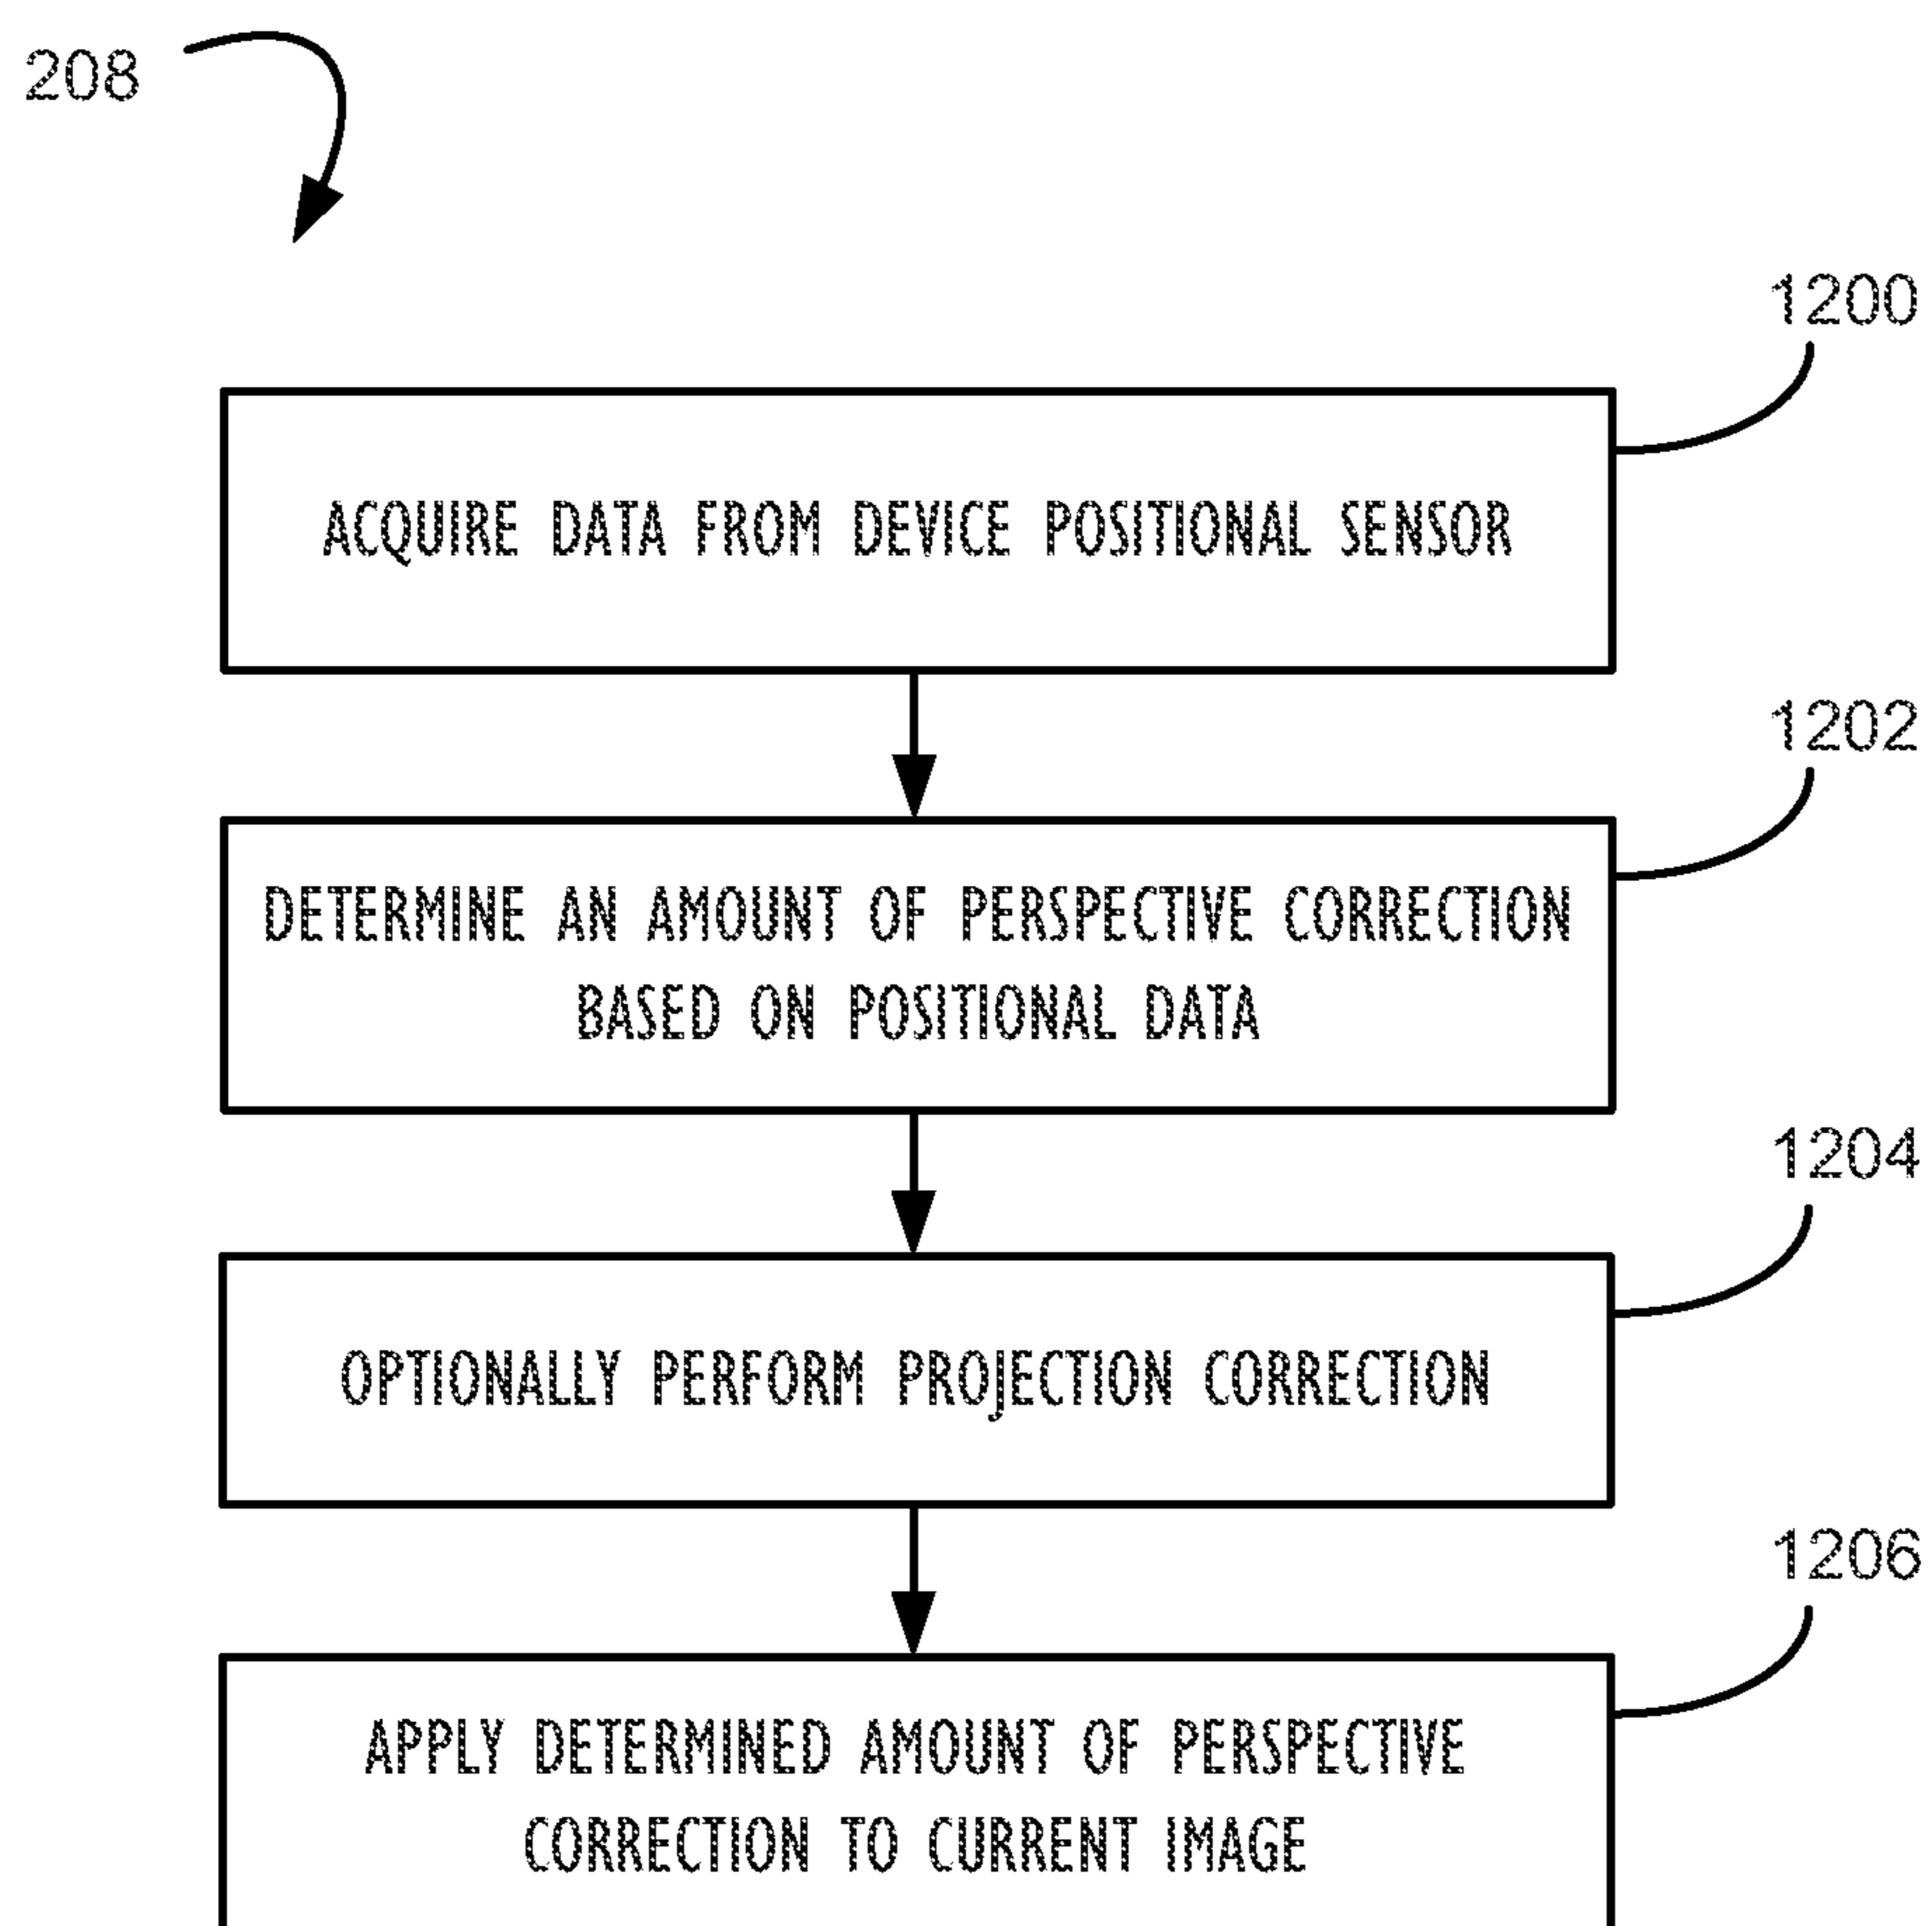 208
1200
ACQUIRE DATA FROM DEVICE POSITIONAL SENSOR
1202
DETERMINE AN AMOUNT OF PERSPECTIVE CORRECTION
BASED ON POSITIONAL DATA
1204
OPTIONALLY PERFORM PROJECTION CORRECTION
1206
APPLY DETERMINED AMOUNT OF PERSPECTIVE
CORRECTION TO CURRENT IMAGE